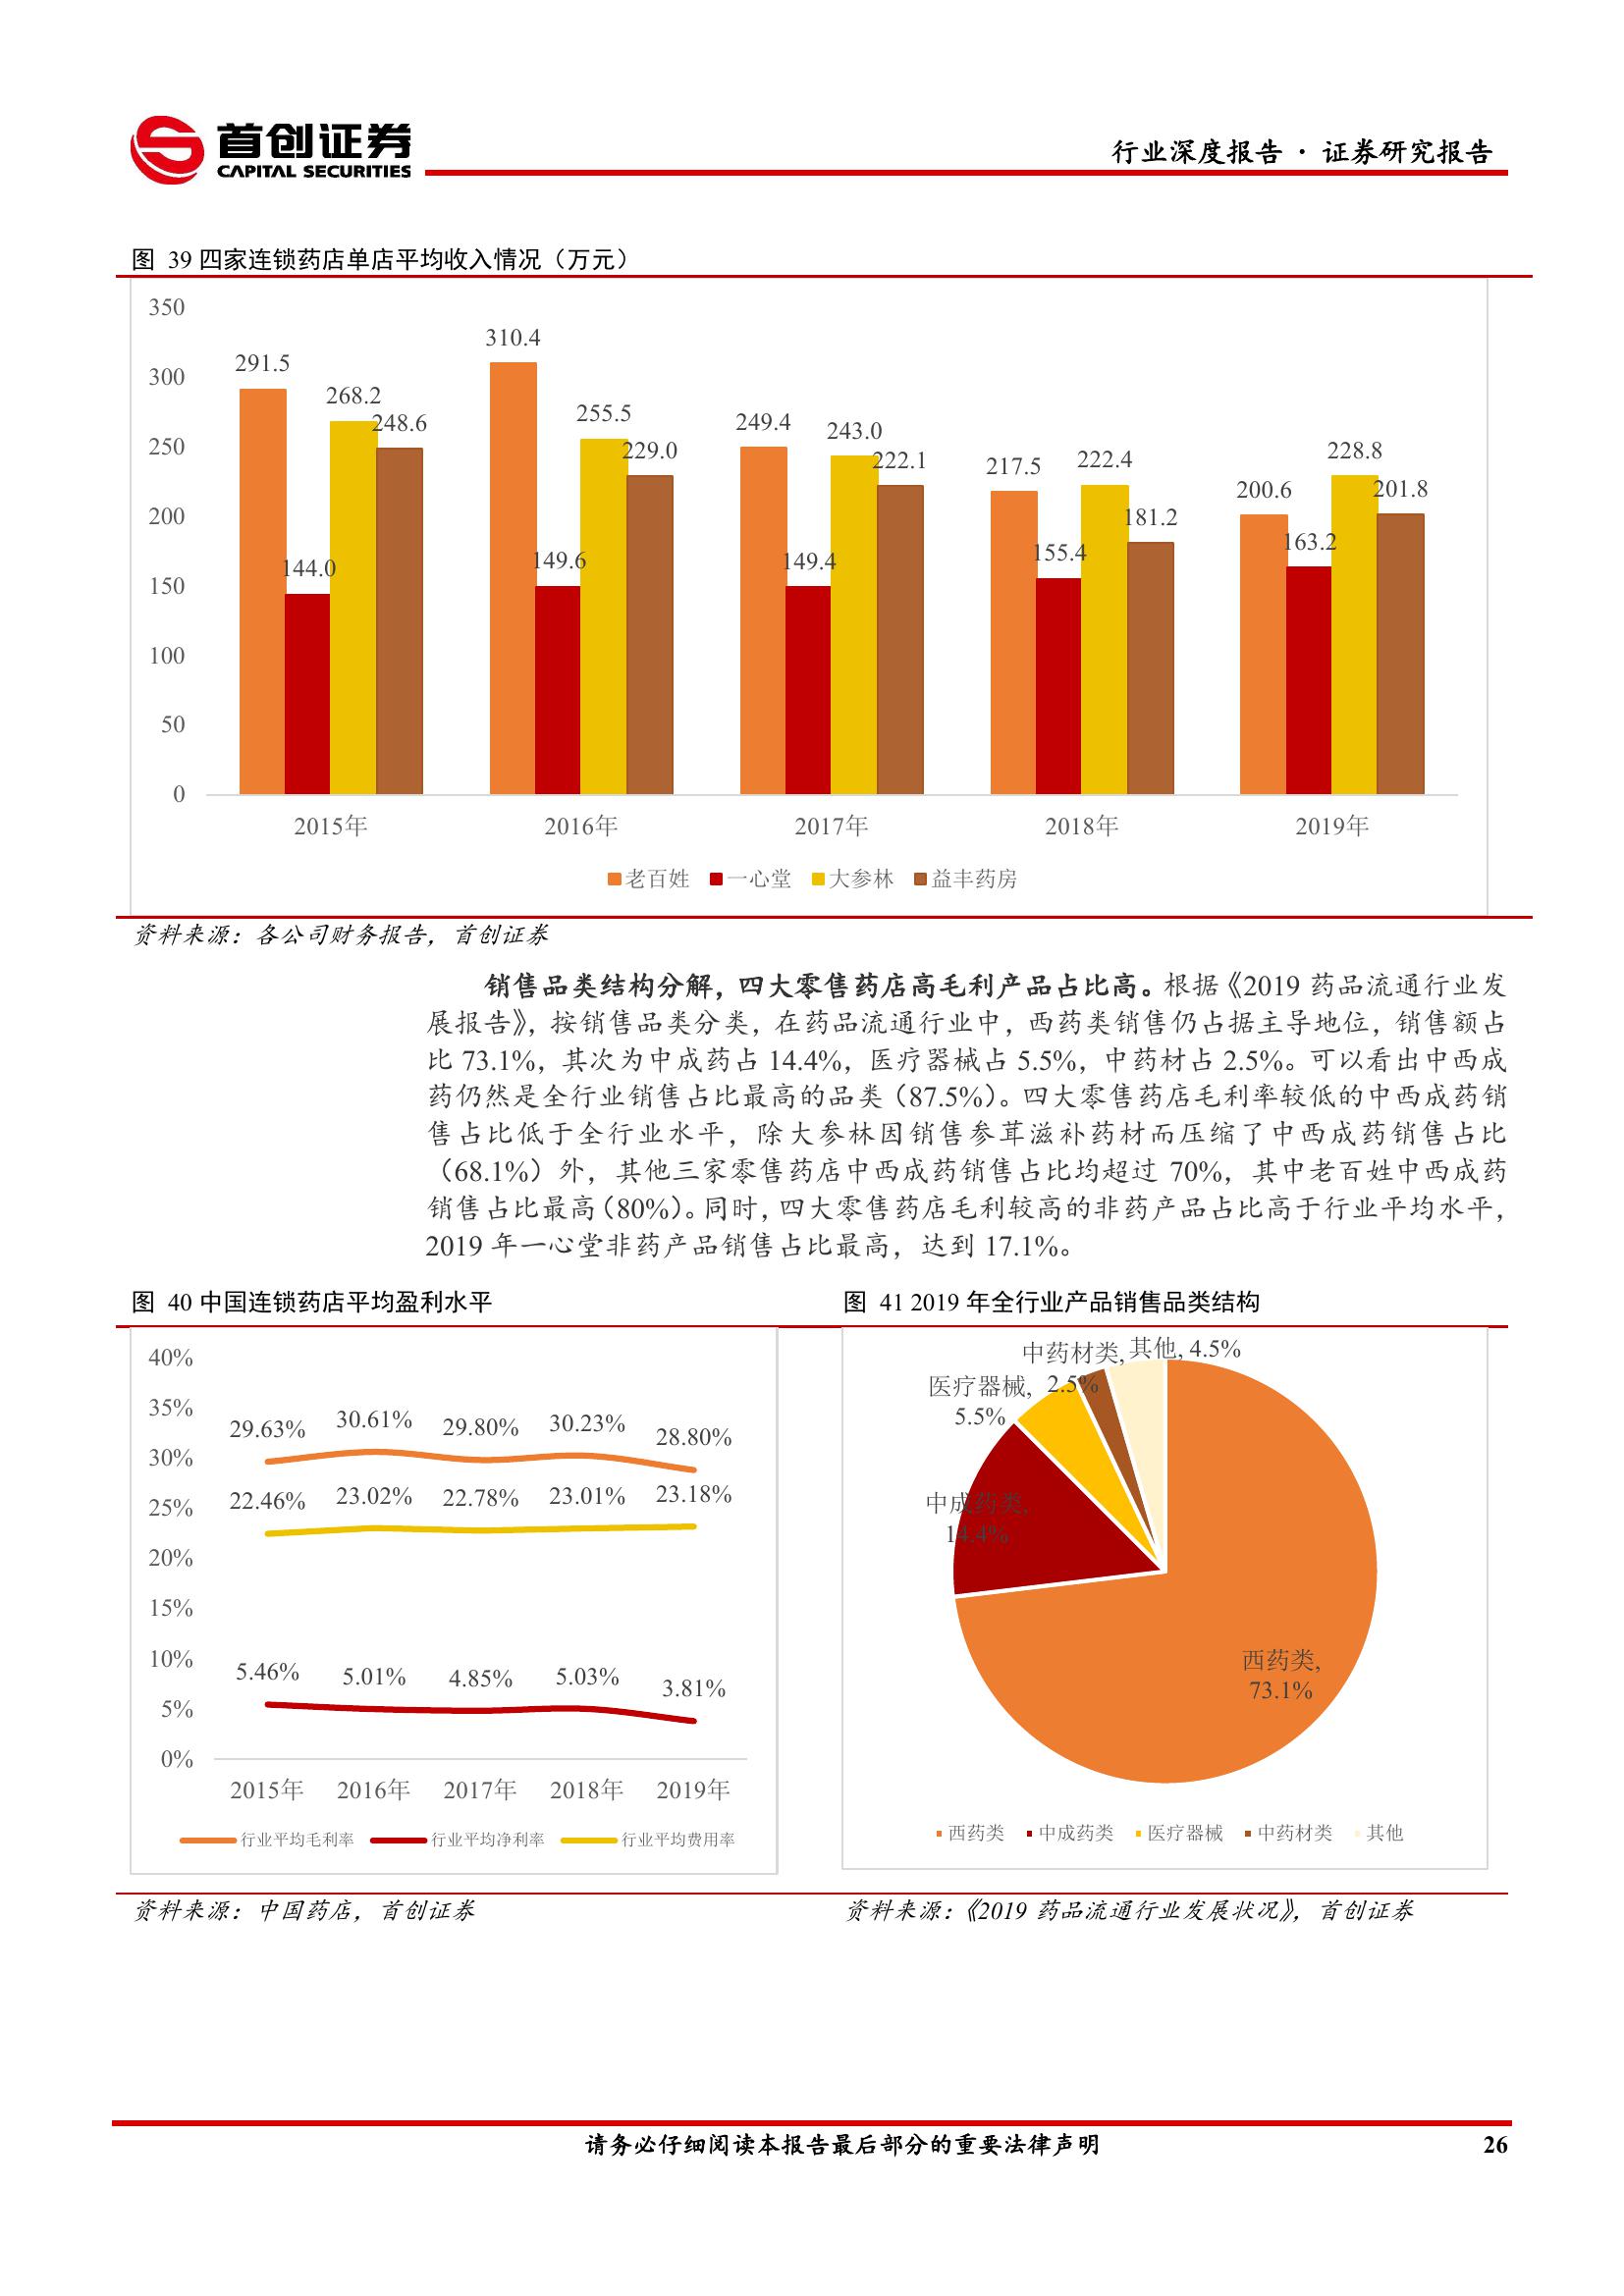 首创证券
CAPITAL SECURITIES
行业深度报告 · 证券研究报告
图 39 四家连锁药店单店平均收入情况（万元）
350
300
250
200
150
100
50
0
291.5
144.0
268.2
248.6
310.4
149.6
255.5
229.0
249.4
149.4
243.0
222.1
217.5
155.4
222.4
181.2
200.6
163.2
228.8
201.8
2015年 2016年 2017年 2018年 2019年
老百姓 一心堂 大参林 益丰药房
资料来源：各公司财务报告，首创证券
销售品类结构分解，四大零售药店高毛利产品占比高。根据《2019 药品流通行业发
展报告》，按销售品类分类，在药品流通行业中，西药类销售仍占据主导地位，销售额占
比 73.1%，其次为中成药占 14.4%，医疗器械占 5.5%，中药材占 2.5%。可以看出中西成
药仍然是全行业销售占比最高的品类（87.5%）。四大零售药店毛利率较低的中西成药销
售占比低于全行业水平，除大参林因销售参茸滋补药材而压缩了中西成药销售占比
（68.1%）外，其他三家零售药店中西成药销售占比均超过 70%，其中老百姓中西成药
销售占比最高（80%）。同时，四大零售药店毛利较高的非药产品占比高于行业平均水平，
2019 年一心堂非药产品销售占比最高，达到 17.1%。
图 40 中国连锁药店平均盈利水平
40%
35%
30%
25%
20%
15%
10%
5%
0%
29.63% 30.61% 29.80% 30.23% 28.80%
22.46% 23.02% 22.78% 23.01% 23.18%
5.46% 5.01% 4.85% 5.03% 3.81%
2015年 2016年 2017年 2018年 2019年
行业平均毛利率 行业平均净利率 行业平均费用率
资料来源：中国药店，首创证券
图 41 2019 年全行业产品销售品类结构
中药材类,
2.5%
其他, 4.5%
医疗器械,
5.5%
中成药类,
14.4%
西药类,
73.1%
西药类 中成药类 医疗器械 中药材类 其他
资料来源：《2019 药品流通行业发展状况》，首创证券
请务必仔细阅读本报告最后部分的重要法律声明
26